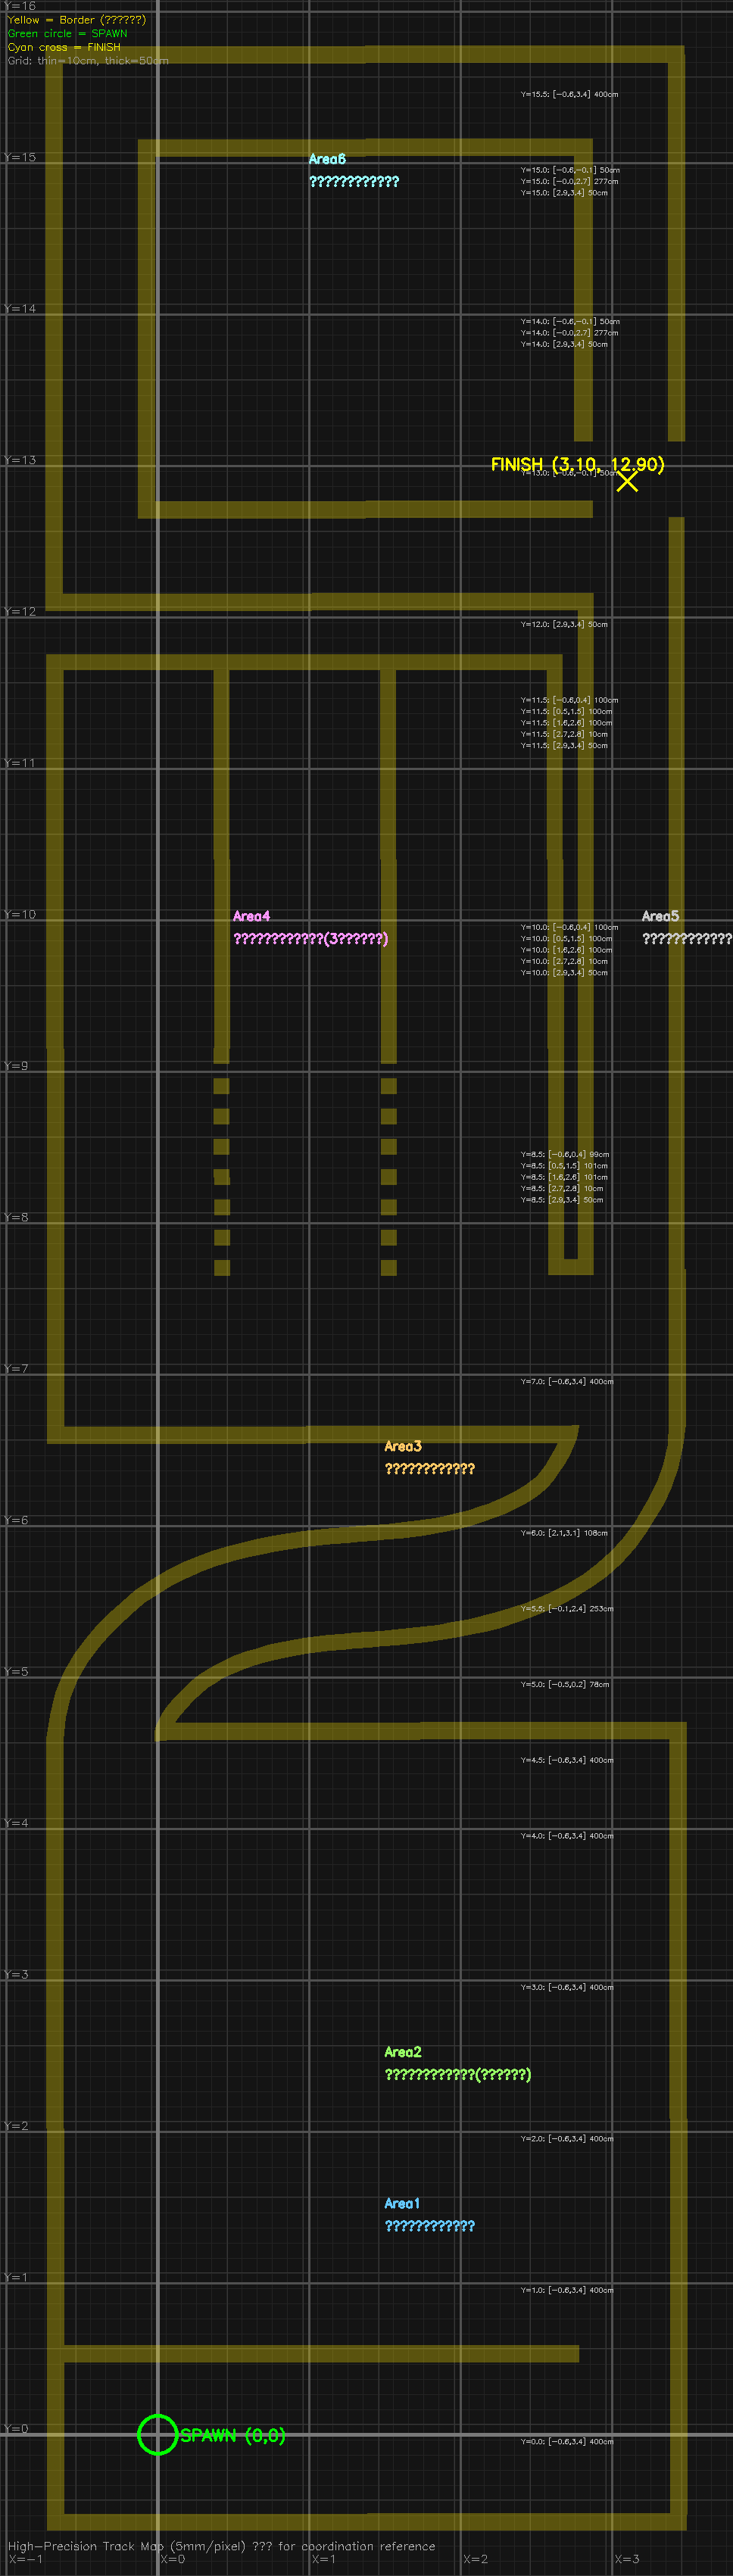 Y=16
Yellow = Border (??????)
Green circle = SPAWN
Cyan cross = FINISH
Grid: thin=10cm, thick=50cm
Y=15.5: [-0.6,3.4] 400cm
Y=15
Area6
????????????
Y=15.0: [-0.6,-0.1] 50cm
Y=15.0: [-0.0,2.7] 277cm
Y=15.0: [2.9,3.4] 50cm
Y=14
Y=14.0: [-0.6,-0.1] 50cm
Y=14.0: [-0.0,2.7] 277cm
Y=14.0: [2.9,3.4] 50cm
Y=13
FINISH (3.10, 12.90)
Y=13.0: [-0.6,-0.1] 50cm
Y=12
Y=12.0: [2.9,3.4] 50cm
Y=11.5: [-0.6,0.4] 100cm
Y=11.5: [0.5,1.5] 100cm
Y=11.5: [1.6,2.6] 100cm
Y=11.5: [2.7,2.8] 10cm
Y=11.5: [2.9,3.4] 50cm
Y=11
Y=10
Area4
????????????(3??????)
Area5
????????????
Y=10.0: [-0.6,0.4] 100cm
Y=10.0: [0.5,1.5] 100cm
Y=10.0: [1.6,2.6] 100cm
Y=10.0: [2.7,2.8] 10cm
Y=10.0: [2.9,3.4] 50cm
Y=9
Y=8.5: [-0.6,0.4] 99cm
Y=8.5: [0.5,1.5] 101cm
Y=8.5: [1.6,2.6] 101cm
Y=8.5: [2.7,2.8] 10cm
Y=8.5: [2.9,3.4] 50cm
Y=8
Y=7
Y=7.0: [-0.6,3.4] 400cm
Area3
????????????
Y=6
Y=6.0: [2.1,3.1] 108cm
Y=5.5: [-0.1,2.4] 253cm
Y=5
Y=5.0: [-0.5,0.2] 78cm
Y=4.5: [-0.6,3.4] 400cm
Y=4
Y=4.0: [-0.6,3.4] 400cm
Y=3
Y=3.0: [-0.6,3.4] 400cm
Area2
????????????(??????)
Y=2
Y=2.0: [-0.6,3.4] 400cm
Area1
????????????
Y=1
Y=1.0: [-0.6,3.4] 400cm
Y=0
SPAWN (0,0)
Y=0.0: [-0.6,3.4] 400cm
High-Precision Track Map (5mm/pixel) ??? for coordination reference
X=-1 X=0 X=1 X=2 X=3